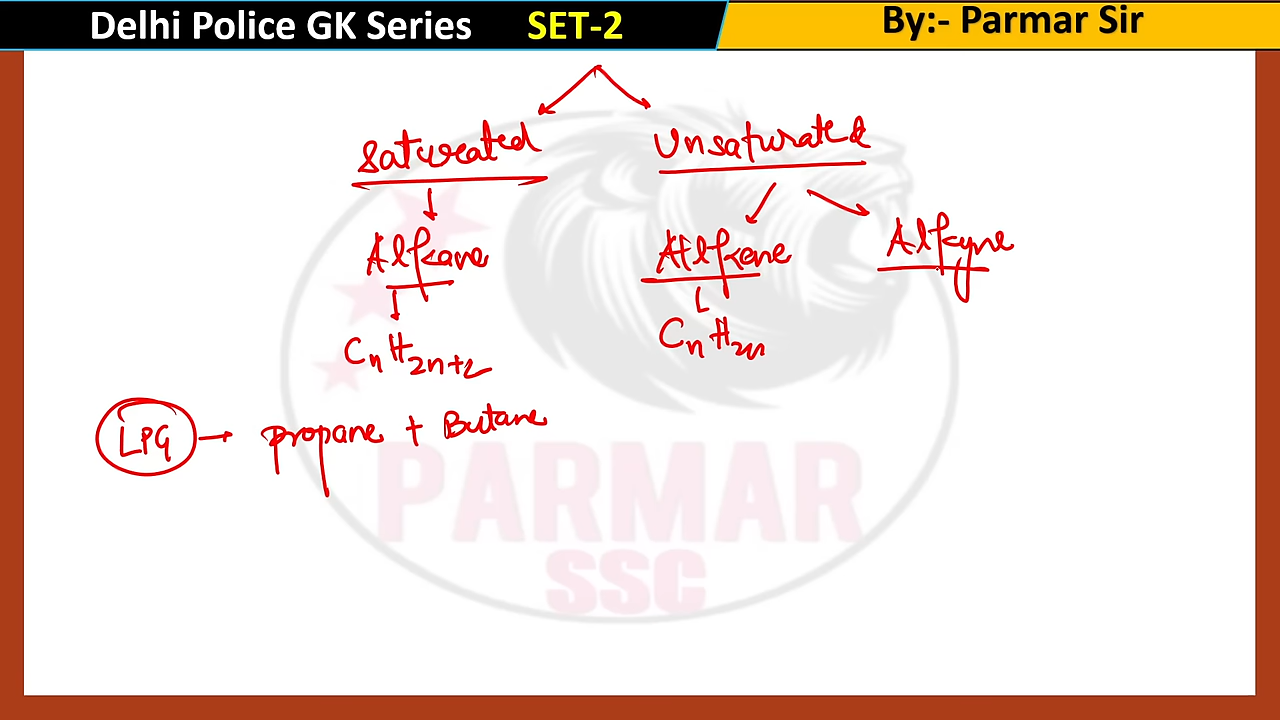 Delhi Police GK Series SET-2 By:- Parmar Sir
Saturated Unsaturated
Alkane Alkene Alkyne
CnH2n+2 CnH2n
LPG → propane + Butane
PARMAR
SSC